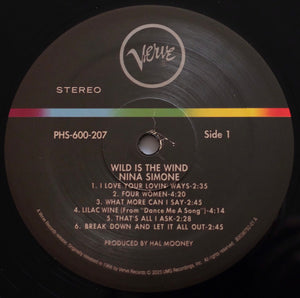 Verve
STEREO
PHS-600-207
Side 1
WILD IS THE WIND
NINA SIMONE
1. I LOVE YOUR LOVIN' WAYS-2:35
2. FOUR WOMEN-4:20
3. WHAT MORE CAN I SAY-2:45
4. LILAC WINE (From "Dance Me A Song")-4:14
5. THAT'S ALL I ASK-2:28
6. BREAK DOWN AND LET IT ALL OUT-2:45
PRODUCED BY HAL MOONEY